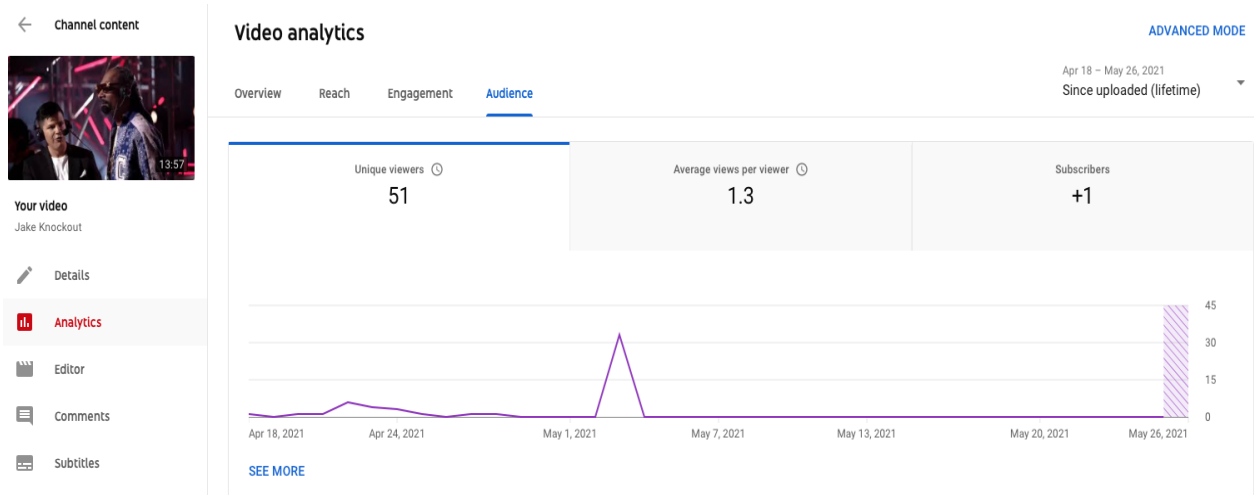 Channel content
13:57
Your video
Jake Knockout
Details
Analytics
Editor
Comments
Subtitles
Video analytics
ADVANCED MODE
Overview Reach Engagement Audience
Apr 18 – May 26, 2021
Since uploaded (lifetime)
Unique viewers
51
Average views per viewer
1.3
Subscribers
+1
45
30
15
0
Apr 18, 2021 Apr 24, 2021 May 1, 2021 May 7, 2021 May 13, 2021 May 20, 2021 May 26, 2021
SEE MORE